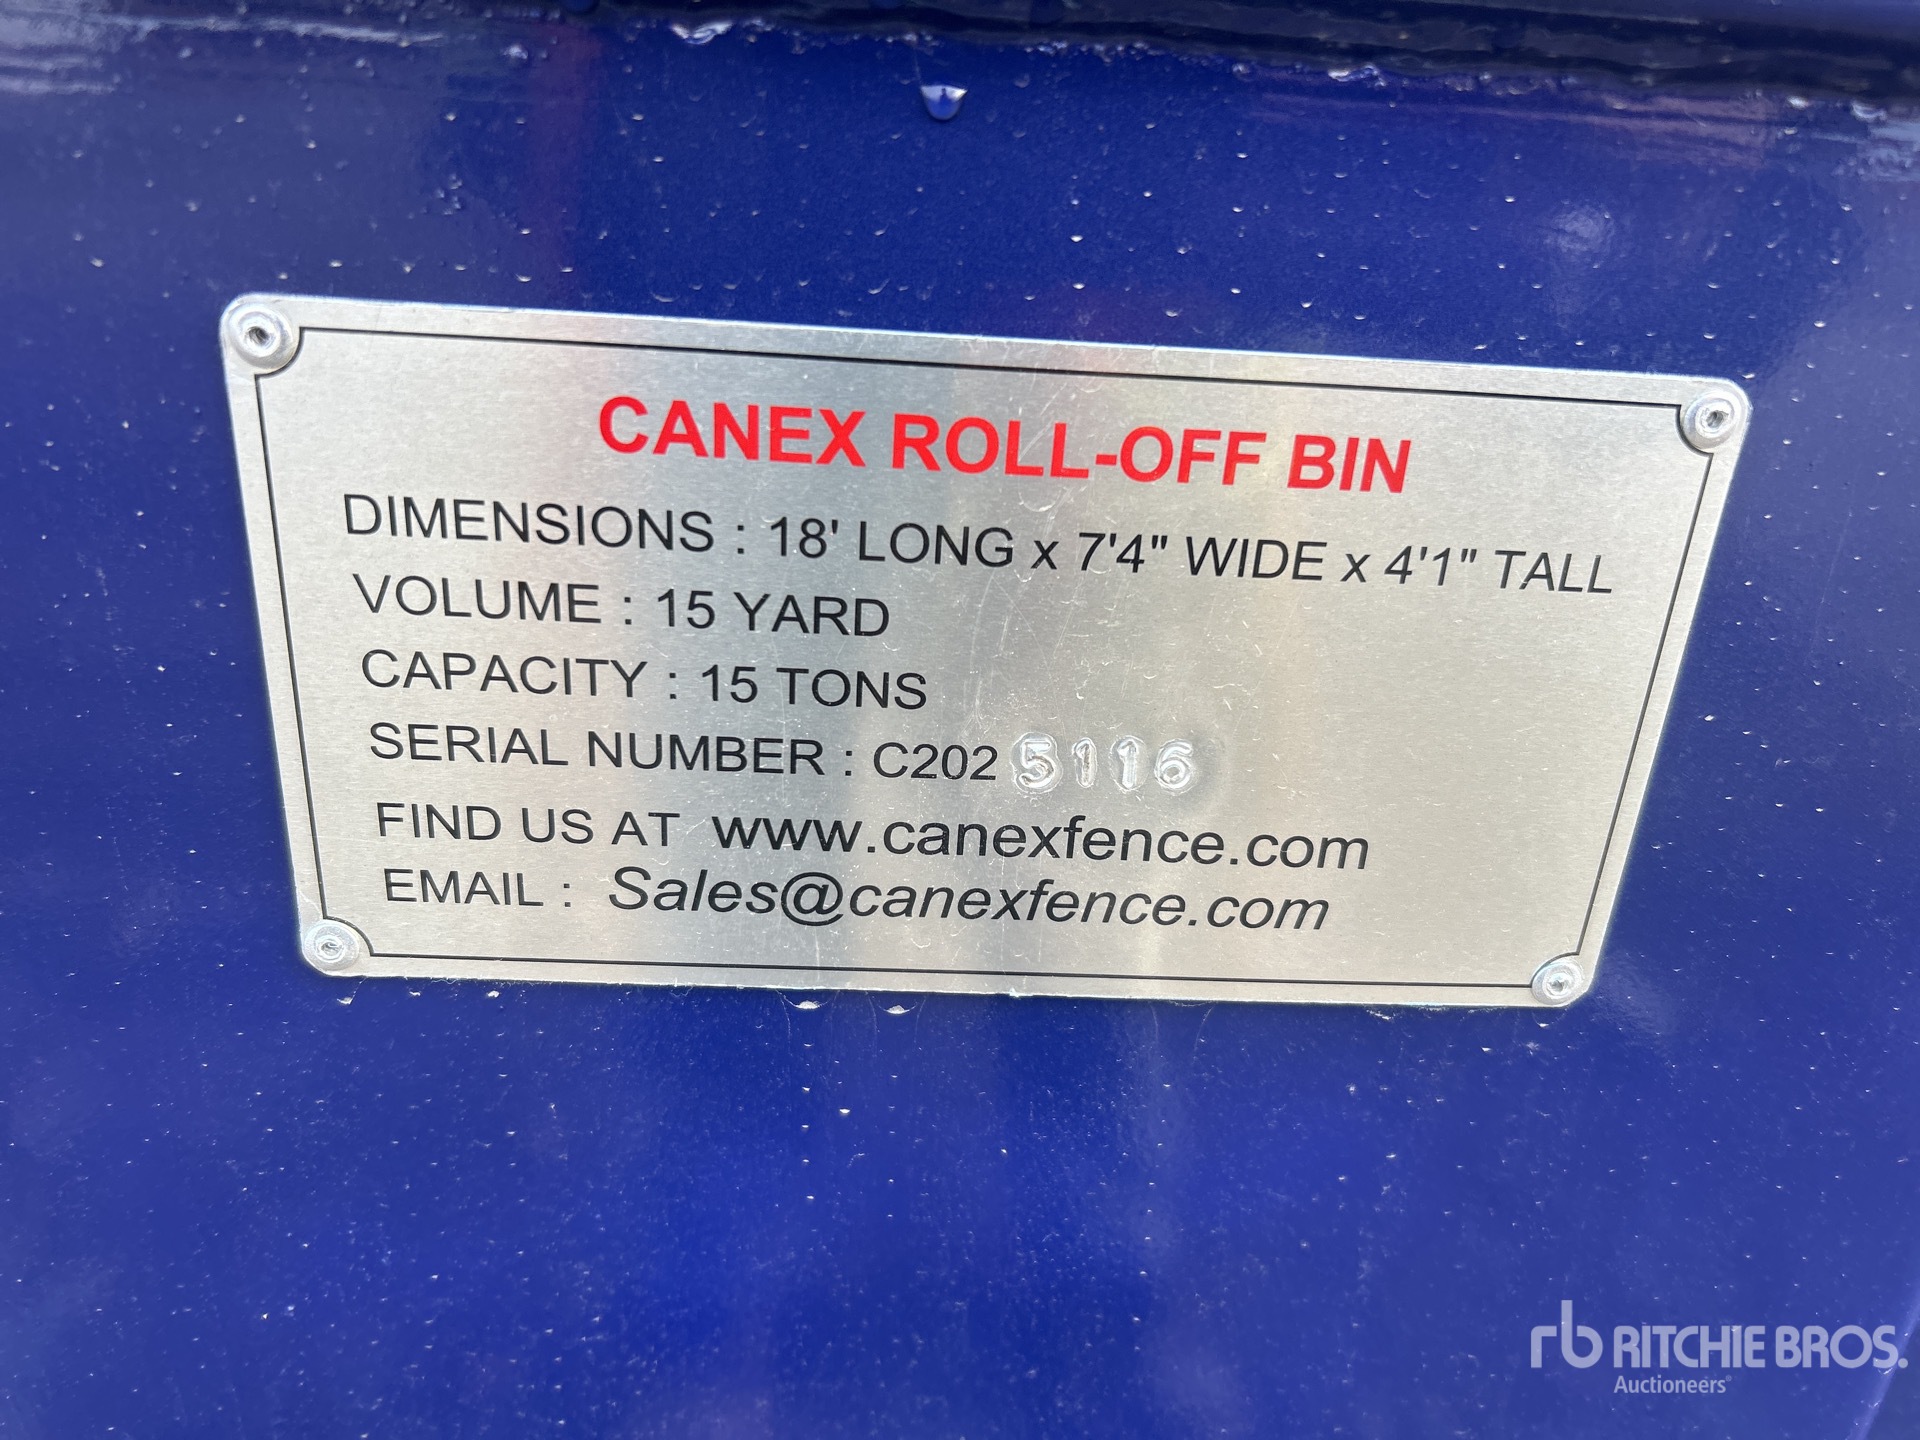 CANEX ROLL-OFF BIN
DIMENSIONS : 18' LONG x 7'4" WIDE x 4'1" TALL
VOLUME : 15 YARD
CAPACITY : 15 TONS
SERIAL NUMBER : C202 5116
FIND US AT www.canexfence.com
EMAIL : Sales@canexfence.com
rb RITCHIE BROS.
Auctioneers